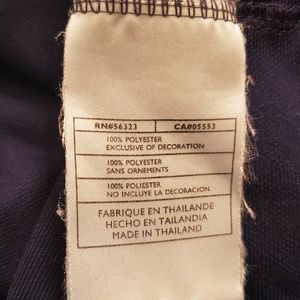 RN#56323 CA#05553
100% POLYESTER
EXCLUSIVE OF DECORATION
100% POLYESTER
SANS ORNEMENTS
100% POLIESTER
NO INCLUYE LA DECORACION
FABRIQUE EN THAILANDE
HECHO EN TAILANDIA
MADE IN THAILAND